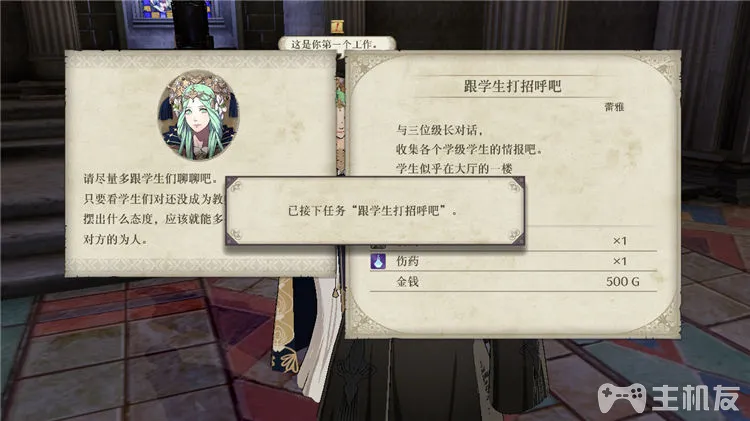 这是你第一个工作。
请尽量多跟学生们聊聊吧。
只要看学生们对还没成为教
摆出什么态度，应该就能多
对方的为人。
跟学生打招呼吧
蕾雅
与三位级长对话，
收集各个学级学生的情报吧。
学生似乎在大厅的一楼
已接下任务“跟学生打招呼吧”。
×1
伤药 ×1
金钱 500 G
主机友